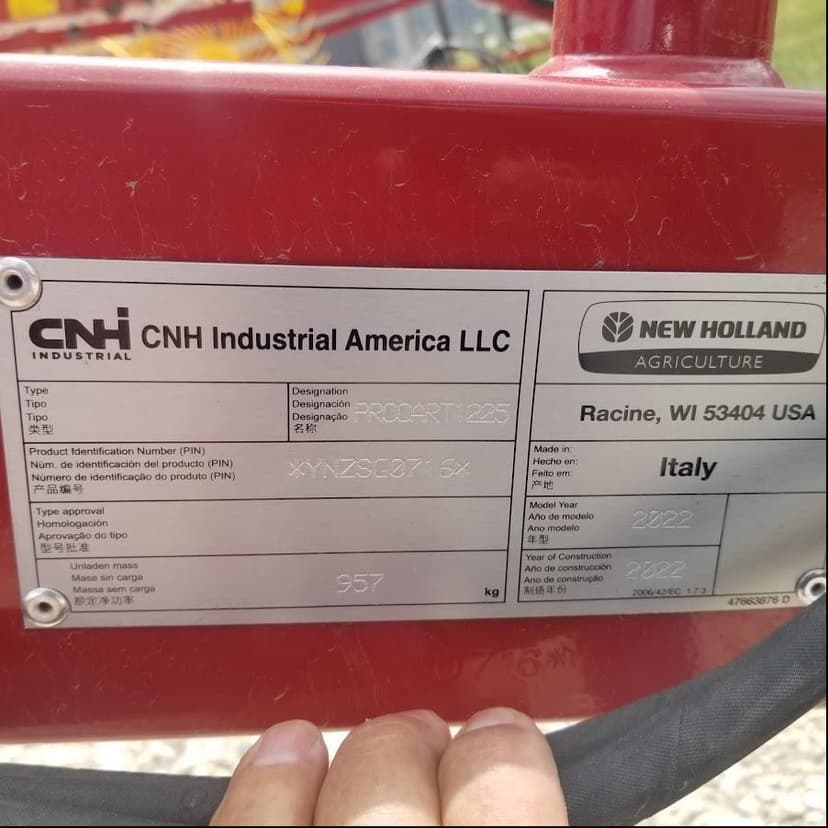 CNH
INDUSTRIAL
CNH Industrial America LLC
Type
Tipo
Tipo
类型
Designation
Designación
Designação
名称
PROCART1225
Product Identification Number (PIN)
Núm. de identificación del producto (PIN)
Número de identificação do produto (PIN)
产品编号
*YNZSG0716*
Type approval
Homologación
Aprovação do tipo
型号批准
Unladen mass
Masa sin carga
Massa sem carga
额定净功率
957
kg
NEW HOLLAND
AGRICULTURE
Racine, WI 53404 USA
Made in:
Hecho en:
Feito em:
产地
Italy
Model Year
Año de modelo
Ano modelo
年型
2022
Year of Construction
Año de construcción
Ano de construção
制造年份
2022
2006/42/EC 1.7.3
47663876 D